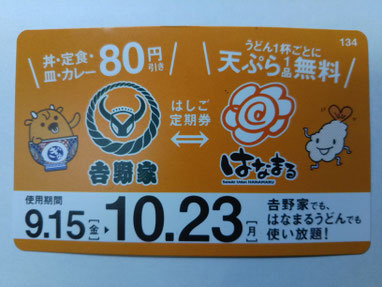 134
丼・定食・
皿・カレー 80円引き
うどん1杯ごとに
天ぷら1品無料
はしご
定期券
吉野家
はなまる
使用期間
9.15[金]▶10.23[月]
吉野家でも、
はなまるうどんでも
使い放題!